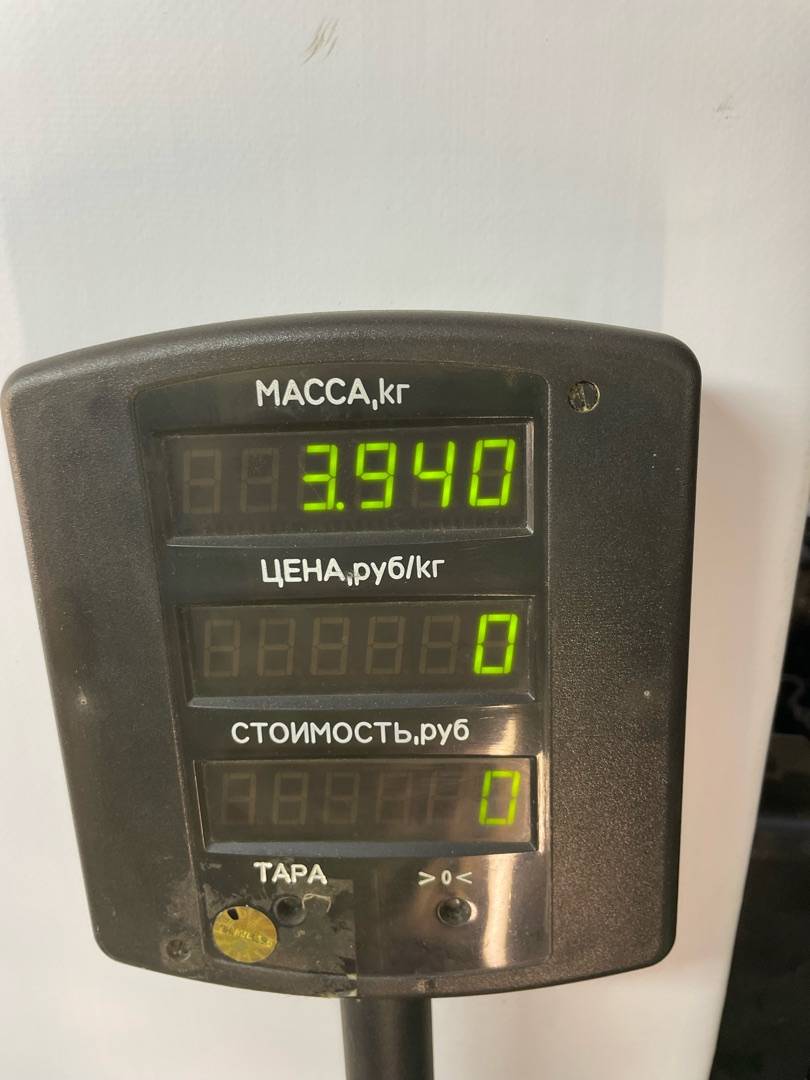 МАССА,кг
3.940
ЦЕНА,руб/кг
0
СТОИМОСТЬ,руб
0
ТАРА >0<